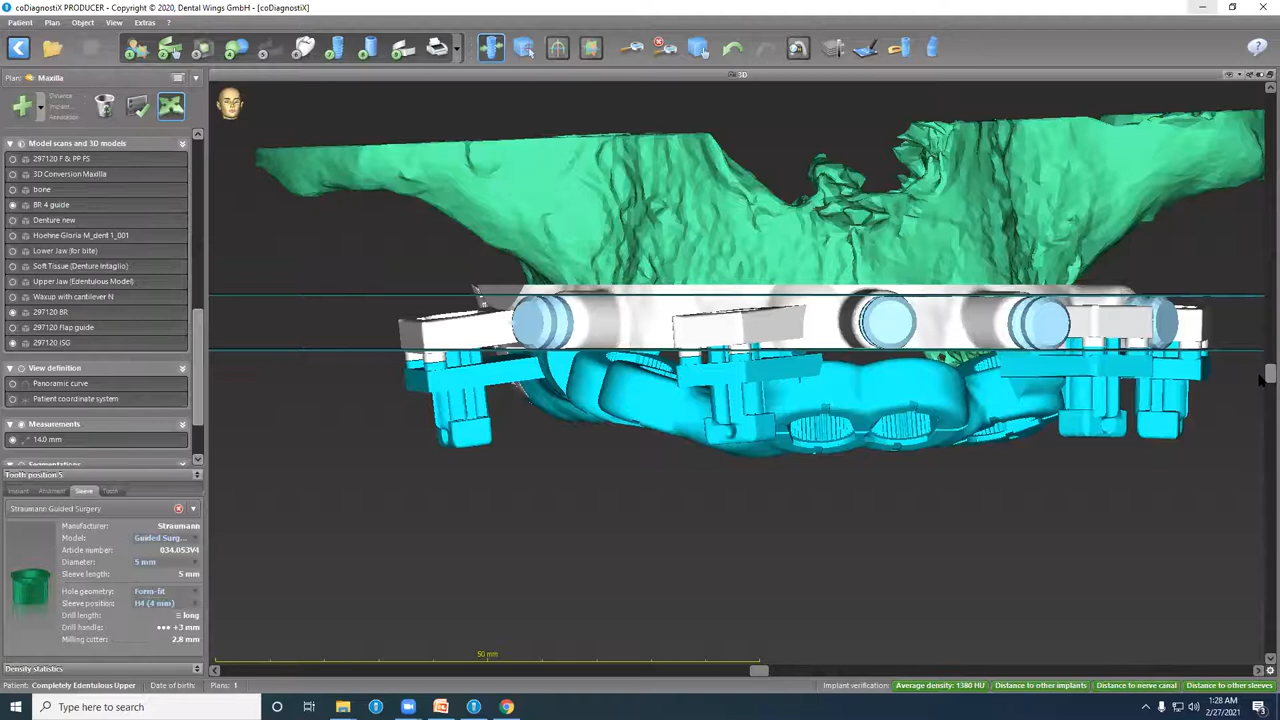 coDiagnostiX PRODUCER - Copyright © 2020, Dental Wings GmbH - [coDiagnostiX]
Patient Plan Object View Extras ?
Plan: Maxilla
3D
Distance
Implant...
Annotation
Model scans and 3D models
297120 F & PP FS
3D Conversion Maxilla
bone
BR 4 guide
Denture new
Hoehne Gloria M_dent 1_001
Lower Jaw (for bite)
Soft Tissue (Denture Intaglio)
Upper Jaw (Edentulous Model)
Waxup with cantilever N
297120 BR
297120 Flap guide
297120 ISG
View definition
Panoramic curve
Patient coordinate system
Measurements
14.0 mm
Segmentations
Tooth position 5
Implant Abutment Sleeve Tooth
Straumann Guided Surgery
Manufacturer: Straumann
Model: Guided Surg...
Article number: 034.053V4
Diameter: 5 mm
Sleeve length: 5 mm
Hole geometry: Form-fit
Sleeve position: H4 (4 mm)
Drill length: long
Drill handle: +3 mm
Milling cutter: 2.8 mm
50 mm
Density statistics
Patient: Completely Edentulous Upper Date of birth: Plans: 1 Implant verification: Average density: 1380 HU Distance to other implants Distance to nerve canal Distance to other sleeves
Type here to search
1:28 AM
2/27/2021